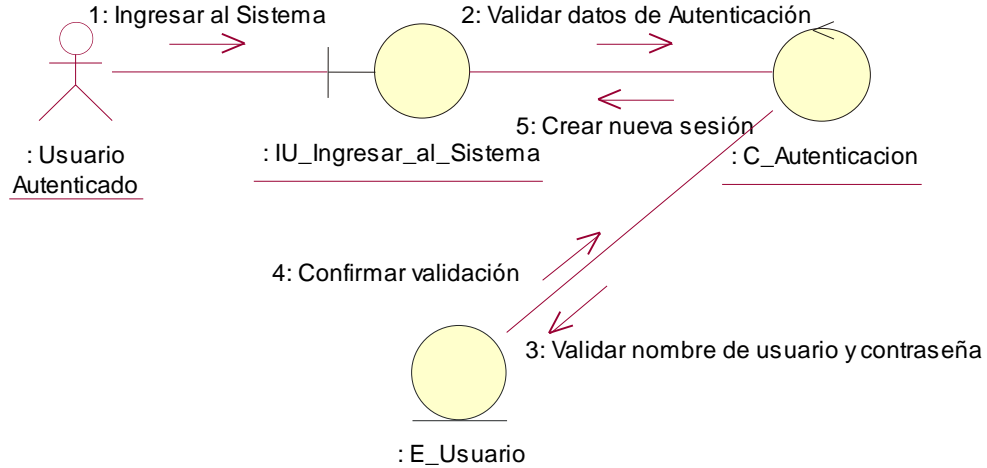 1: Ingresar al Sistema
2: Validar datos de Autenticación
5: Crear nueva sesión
: Usuario
Autenticado
: IU_Ingresar_al_Sistema
: C_Autenticacion
4: Confirmar validación
3: Validar nombre de usuario y contraseña
: E_Usuario